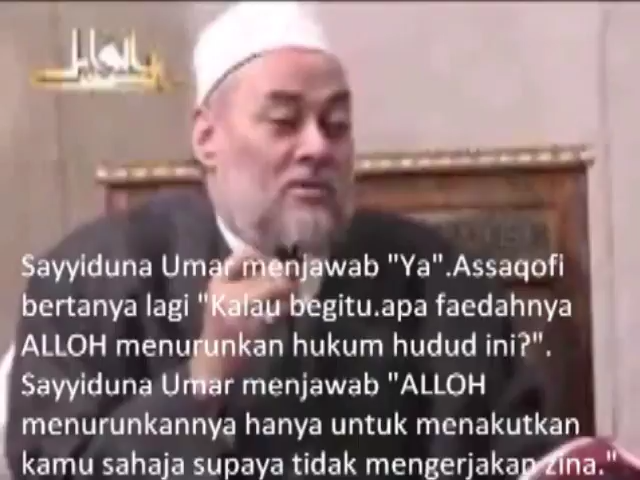 Sayyiduna Umar menjawab "Ya".Assaqofi
bertanya lagi "Kalau begitu.apa faedahnya
ALLOH menurunkan hukum hudud ini?".
Sayyiduna Umar menjawab "ALLOH
menurunkannya hanya untuk menakutkan
kamu sahaja supaya tidak mengerjakan zina."